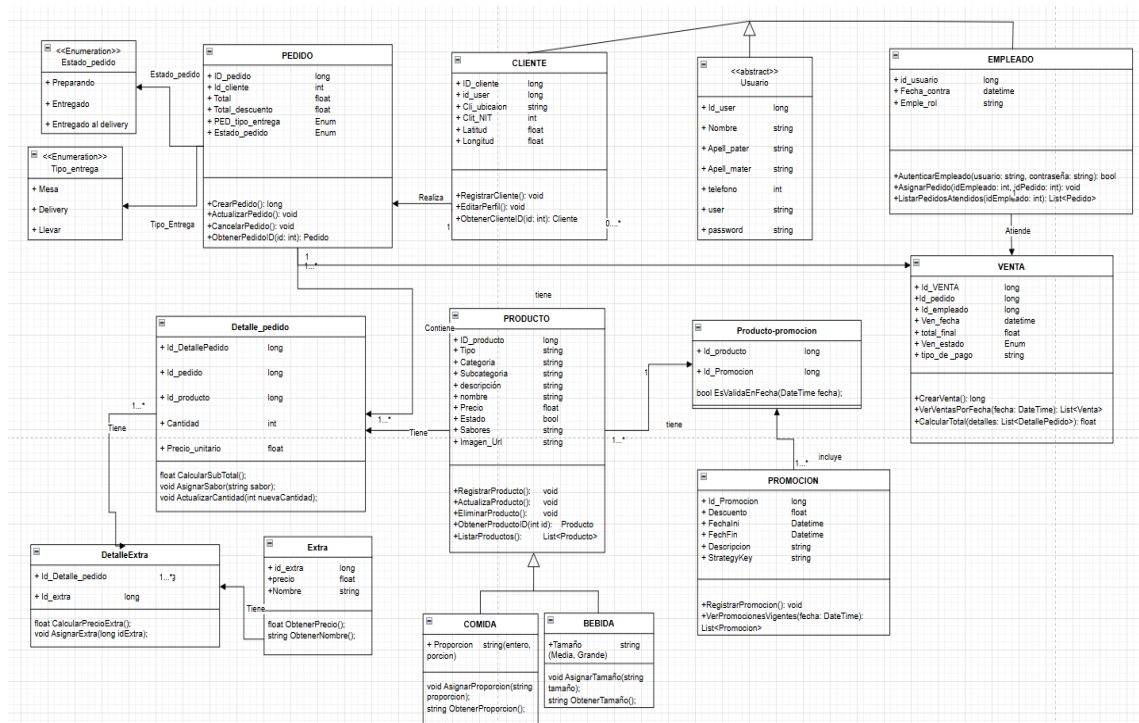 <<Enumeration>>
Estado_pedido
+ Preparando
+ Entregado
+ Entregado al delivery
<<Enumeration>>
Tipo_entrega
+ Mesa
+ Delivery
+ Llevar
Estado_pedido
Tipo_Entrega
PEDIDO
+ ID_pedido long
+ Id_cliente int
+ Total float
+ Total_descuento float
+ PED_tipo_entrega Enum
+ Estado_pedido Enum
+CrearPedido(): long
+ActualizarPedido(): void
+CancelarPedido(): void
+ObtenerPedidoID(id: int): Pedido
Realiza
1
CLIENTE
+ ID_cliente long
+ id_user long
+ Cli_ubicaion string
+ Clit_NIT int
+ Latitud float
+ Longitud float
+RegistrarCliente(): void
+EditarPerfil(): void
+ObtenerClienteID(id: int): Cliente
0....*
<<abstract>>
Usuario
+ Id_user long
+ Nombre string
+ Apell_pater string
+ Apell_mater string
+ telefono int
+ user string
+ password string
EMPLEADO
+ id_usuario long
+ Fecha_contra datetime
+ Emple_rol string
+AutenticarEmpleado(usuario: string, contraseña: string): bool
+AsignarPedido(idEmpleado: int, idPedido: int): void
+ListarPedidosAtendidos(idEmpleado: int): List<Pedido>
Atiende
1
1...*
tiene
VENTA
+ Id_VENTA long
+Id_pedido long
+ Id_empleado long
+ Ven_fecha datetime
+ total_final float
+ Ven_estado Enum
+ tipo_de_pago string
+CrearVenta(): long
+VerVentasPorFecha(fecha: DateTime): List<Venta>
+CalcularTotal(detalles: List<DetallePedido>): float
Detalle_pedido
+ Id_DetallePedido long
+ Id_pedido long
+ Id_producto long
+ Cantidad int
+ Precio_unitario float
float CalcularSubTotal();
void AsignarSabor(string sabor);
void ActualizarCantidad(int nuevaCantidad);
1...*
Tiene
Contiene
1...*
Tiene
PRODUCTO
+ ID_producto long
+ Tipo string
+ Categoria string
+ Subcategoria string
+ descripción string
+ nombre string
+ Precio float
+ Estado bool
+ Sabores string
+ Imagen_Url string
+RegistrarProducto(): void
+ActualizaProducto(): void
+EliminarProducto(): void
+ObtenerProductoID(int id): Producto
+ListarProductos(): List<Producto>
1
1...*
tiene
Producto-promocion
+ Id_producto long
+ Id_Promocion long
bool EsValidaEnFecha(DateTime fecha);
1...*
incluye
PROMOCION
+ Id_Promocion long
+ Descuento float
+ FechaIni Datetime
+ FechFin Datetime
+ Descripcion string
+ StrategyKey string
+RegistrarPromocion(): void
+VerPromocionesVigentes(fecha: DateTime):
List<Promocion>
DetalleExtra
+ Id_Detalle_pedido 1...*
+ Id_extra long
float CalcularPrecioExtra();
void AsignarExtra(long idExtra);
Tiene
Extra
+ id_extra long
+precio float
+Nombre string
float ObtenerPrecio();
string ObtenerNombre();
COMIDA
+ Proporcion string(entero,
porcion)
void AsignarProporcion(string
proporcion);
string ObtenerProporcion();
BEBIDA
+Tamaño string
(Media, Grande)
void AsignarTamaño(string
tamaño);
string ObtenerTamaño();